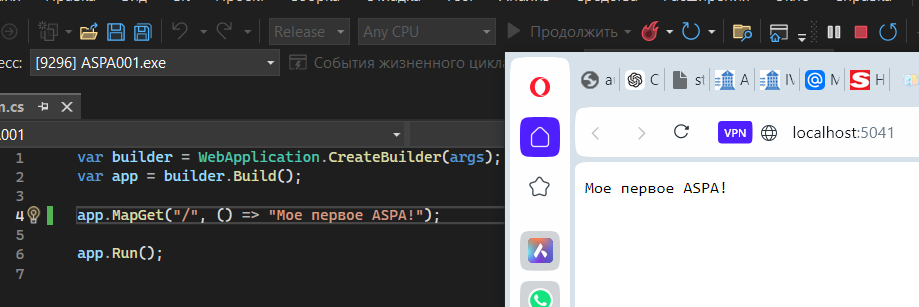 Release
Any CPU
Продолжить
есс:
[9296] ASPA001.exe
События жизненного цикла
m.cs
001
VPN
localhost:5041
1 var builder = WebApplication.CreateBuilder(args);
2 var app = builder.Build();
3
4 app.MapGet("/", () => "Мое первое ASPA!");
5
6 app.Run();
7
Мое первое ASPA!